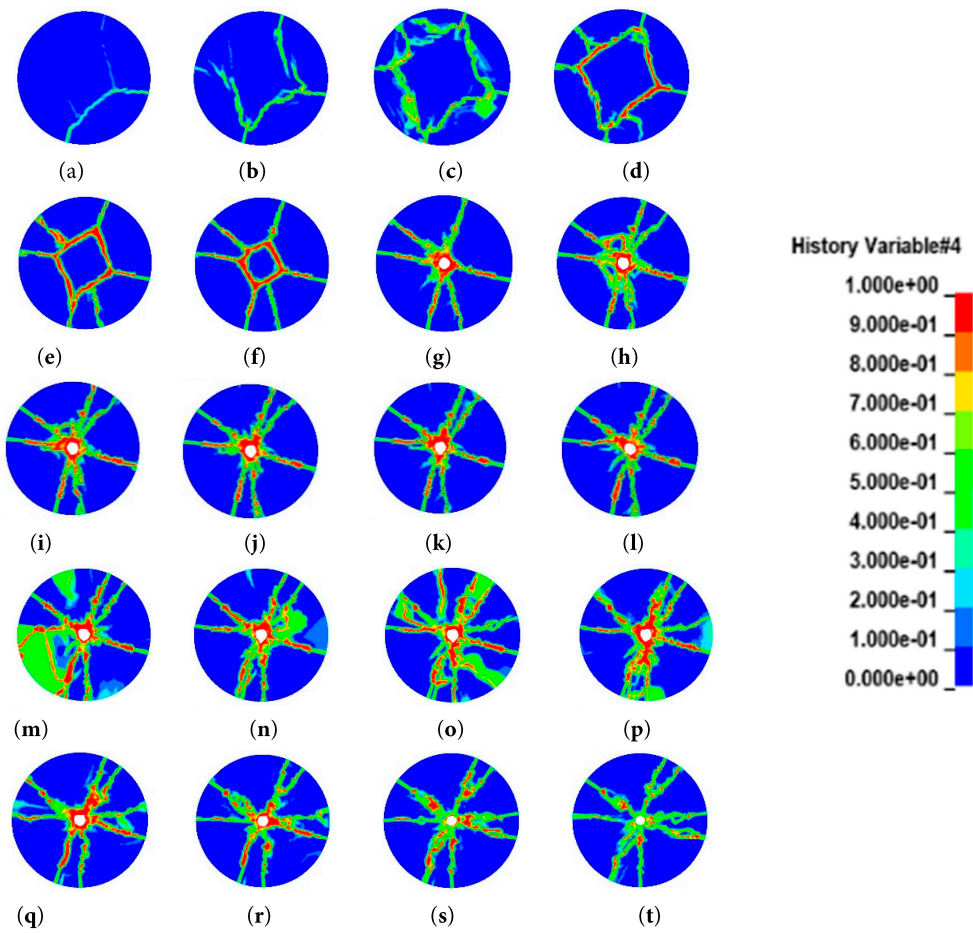 (a) (b) (c) (d)
(e) (f) (g) (h)
(i) (j) (k) (l)
(m) (n) (o) (p)
(q) (r) (s) (t)
History Variable#4
1.000e+00
9.000e-01
8.000e-01
7.000e-01
6.000e-01
5.000e-01
4.000e-01
3.000e-01
2.000e-01
1.000e-01
0.000e+00